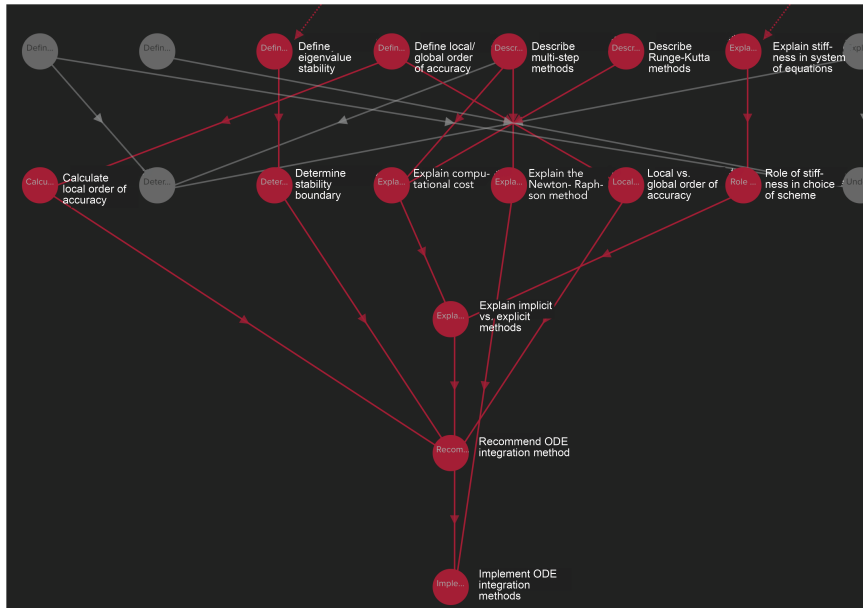 Defin...
Defin...
Defin...
Define
eigenvalue
stability
Defin...
Define local/
global order
of accuracy
Descr...
Describe
multi-step
methods
Descr...
Describe
Runge-Kutta
methods
Expla...
Explain stiff-
ness in system
of equations
Calcu...
Calculate
local order of
accuracy
Deter...
Deter...
Determine
stability
boundary
Expla...
Explain compu-
tational cost
Expla...
Explain the
Newton- Raph-
son method
Local...
Local vs.
global order of
accuracy
Role ...
Role of stiff-
ness in choice
of scheme
Und
Expla...
Explain implicit
vs. explicit
methods
Recom...
Recommend ODE
integration method
Imple...
Implement ODE
integration
methods